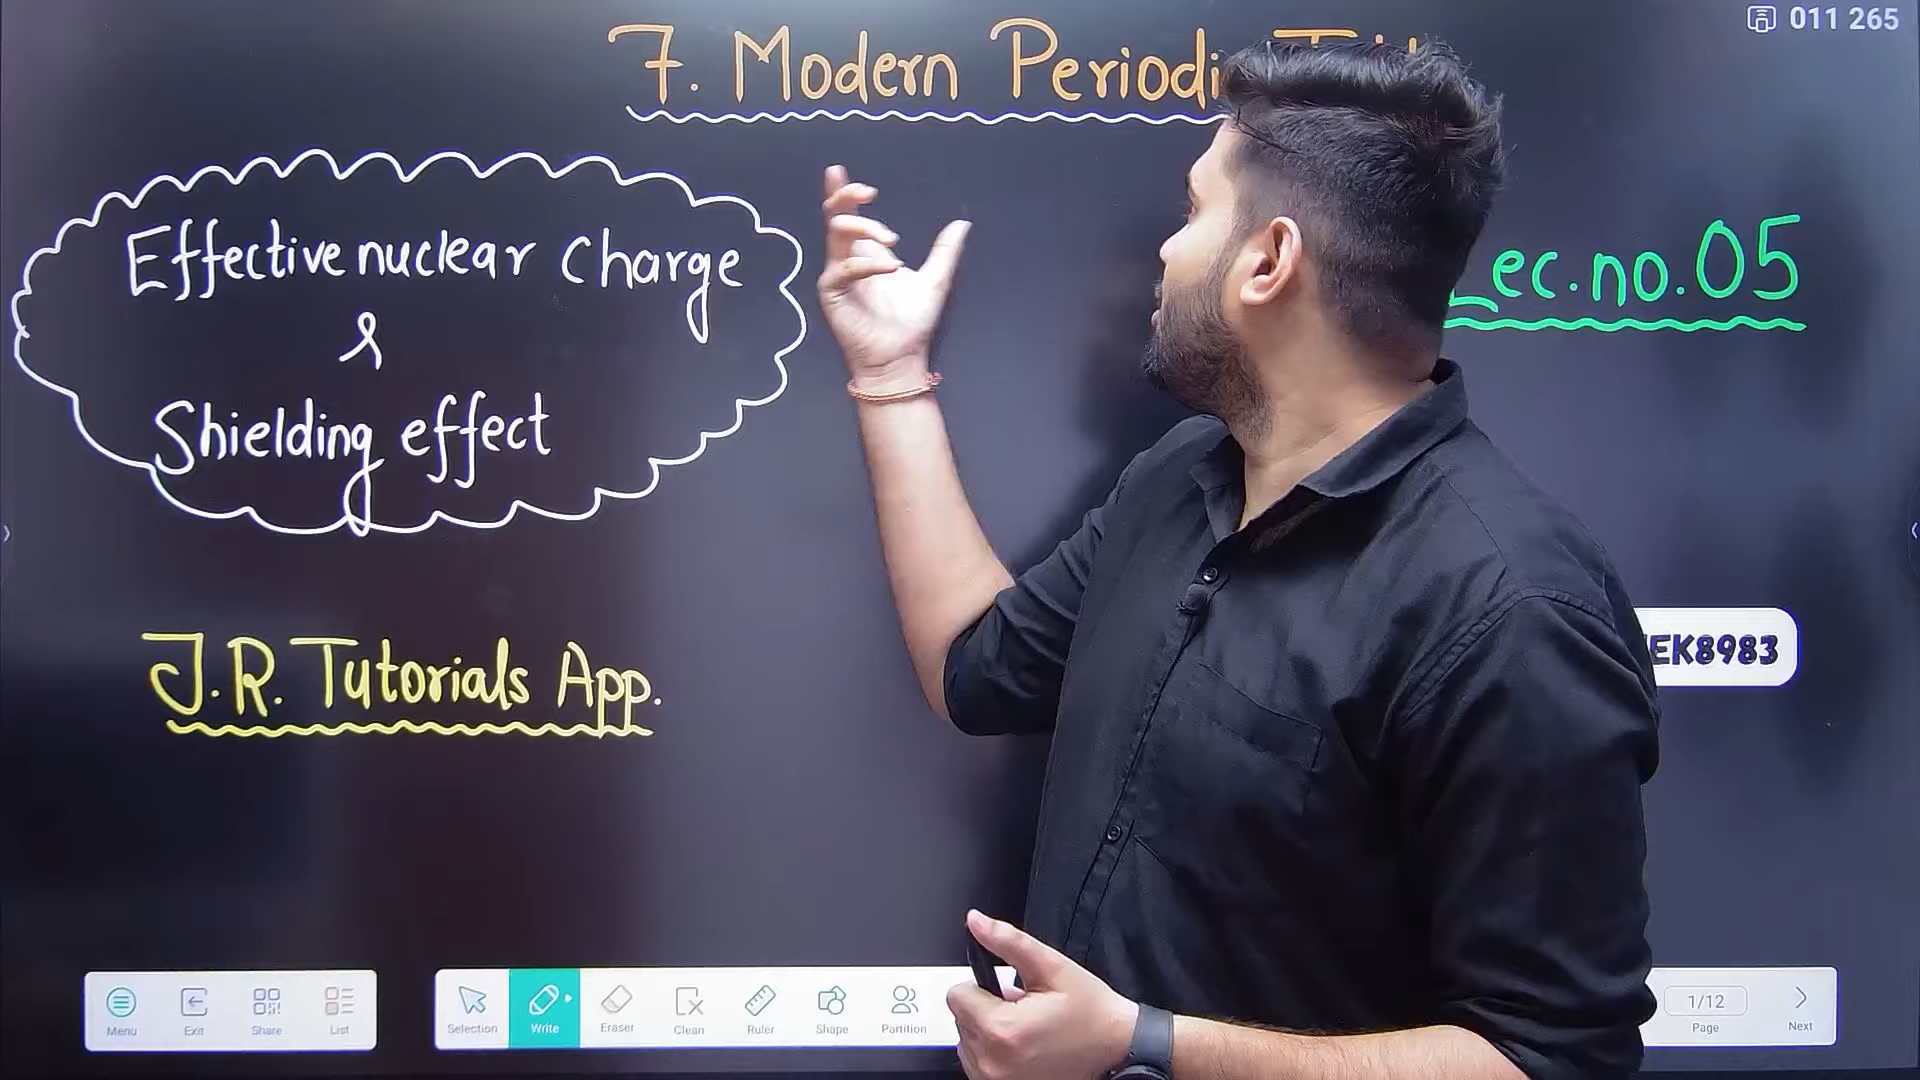 011 265
7. Modern Periodi
Effective nuclear charge
&
Shielding effect
ec.no.05
J.R. Tutorials App.
EK8983
Menu
Exit
Share
List
Selection
Write
Eraser
Clean
Ruler
Shape
Partition
1/12
Page
Next